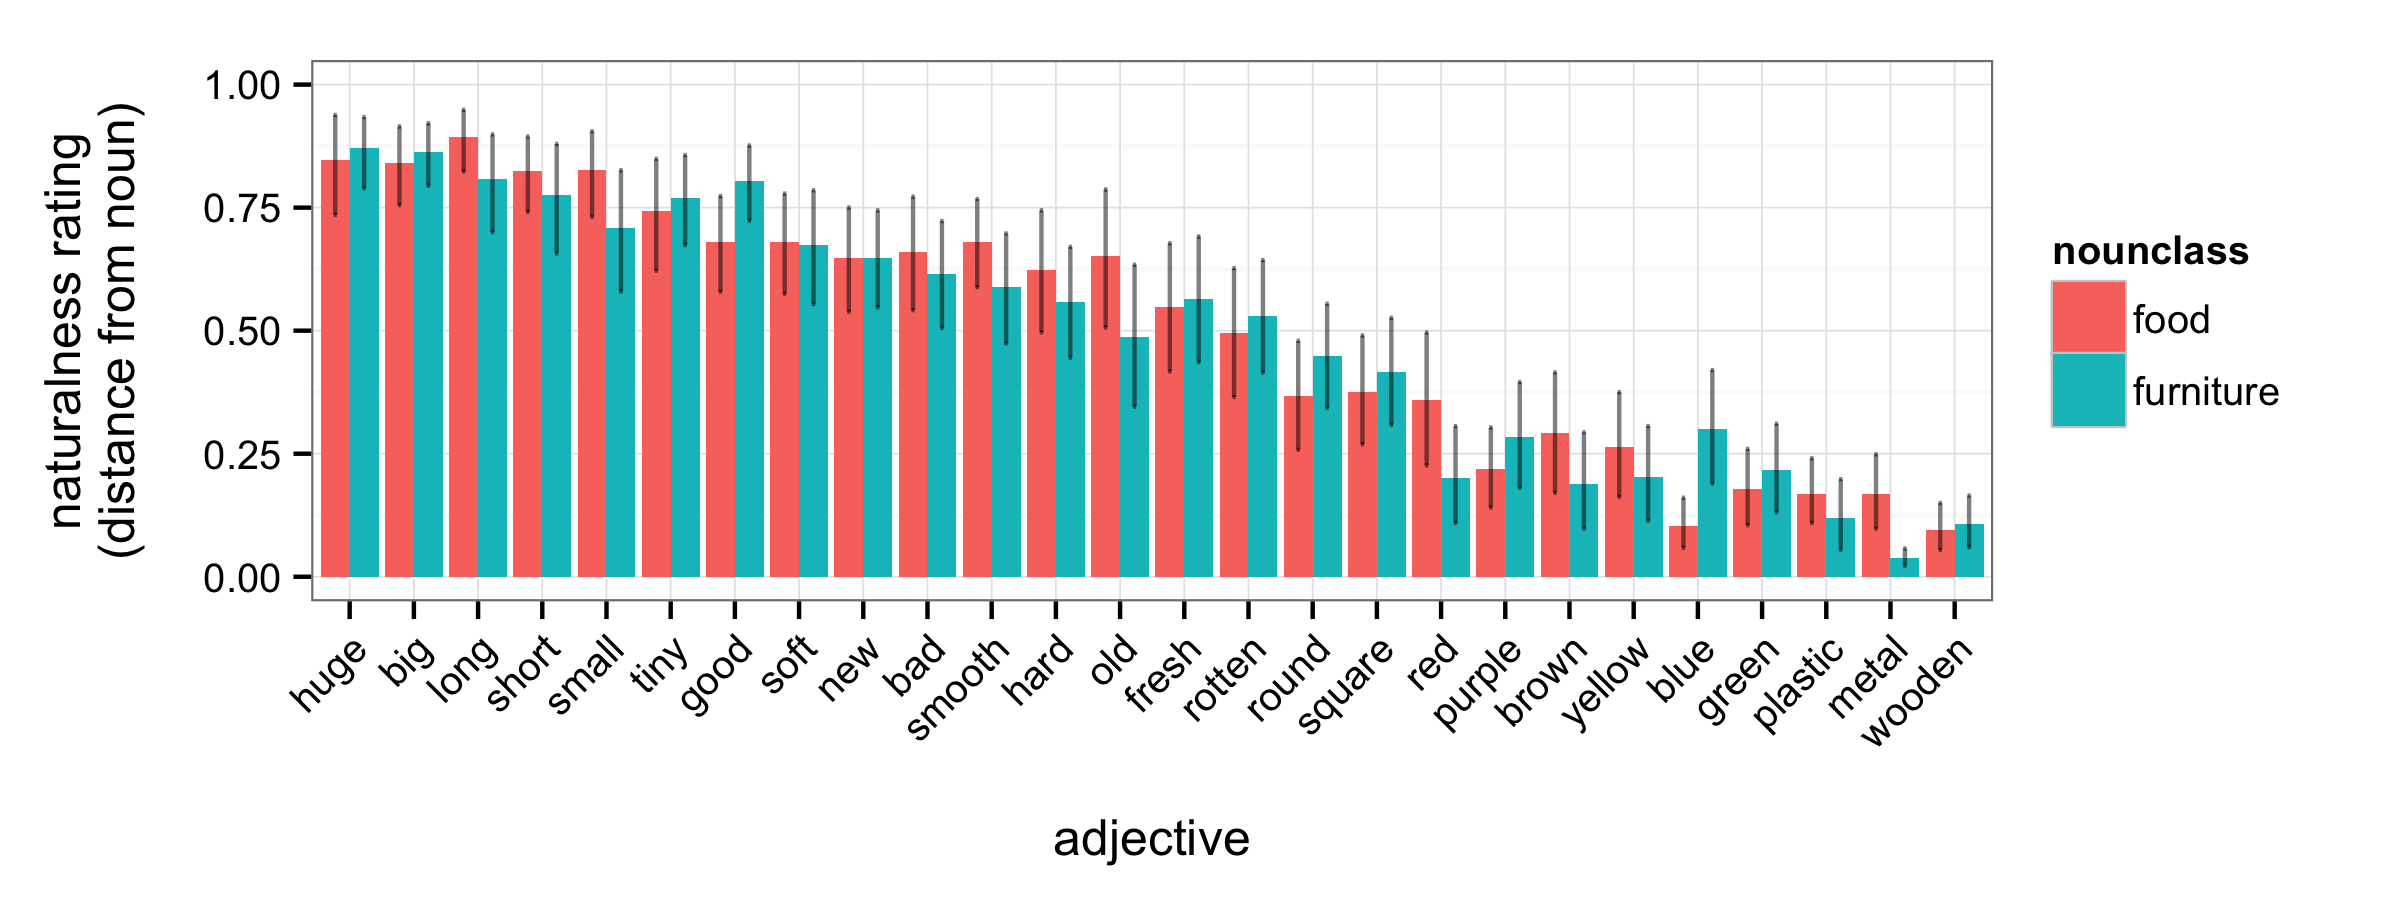 naturalness rating
(distance from noun)
1.00
0.75
0.50
0.25
0.00
huge
big
long
short
small
tiny
good
soft
new
bad
smooth
hard
old
fresh
rotten
round
square
red
purple
brown
yellow
blue
green
plastic
metal
wooden
adjective
nounclass
food
furniture